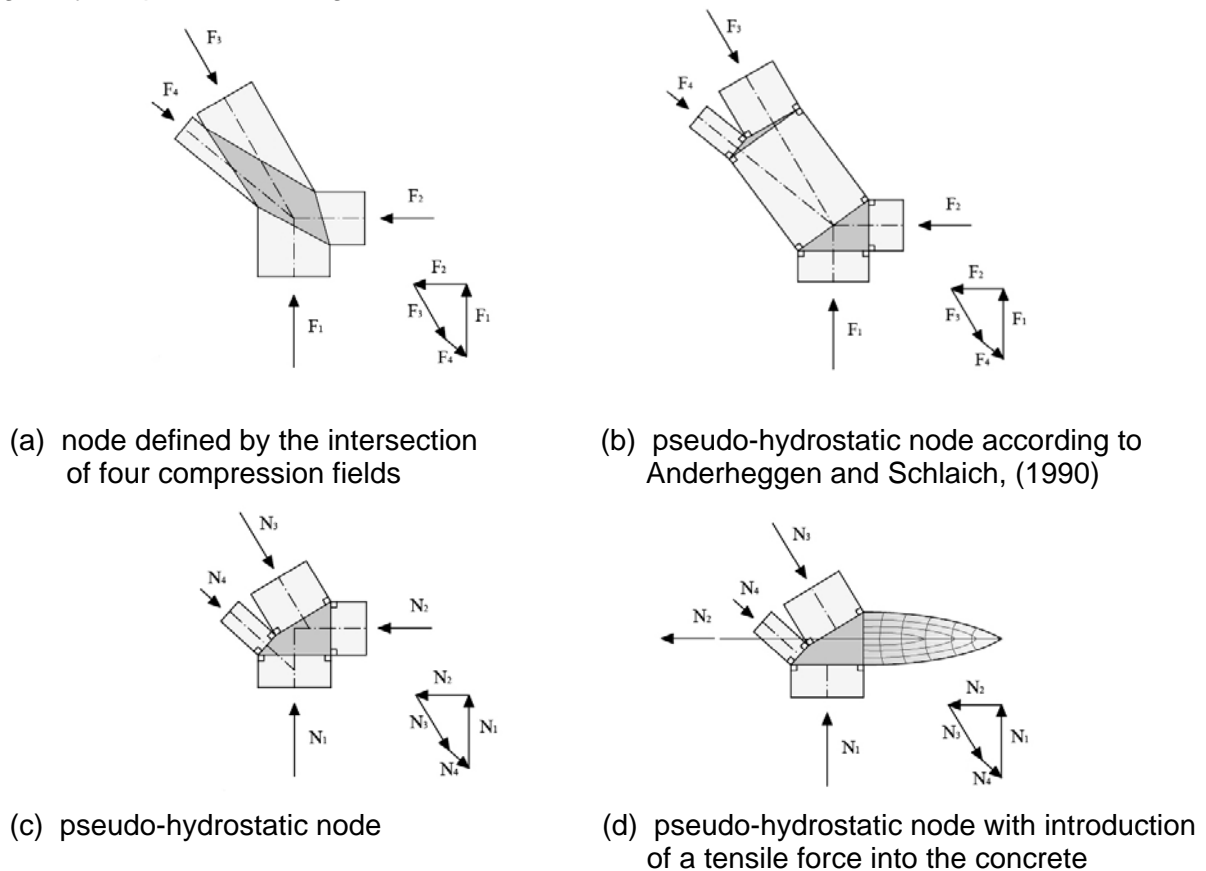 F₃
F₄
F₂
F₁
F₂
F₃
F₁
F₄
F₃
F₄
F₂
F₁
F₂
F₃
F₁
F₄
(a) node defined by the intersection
of four compression fields
(b) pseudo-hydrostatic node according to
Anderheggen and Schlaich, (1990)
N₃
N₄
N₂
N₁
N₂
N₃
N₁
N₄
N₃
N₄
N₂
N₁
N₂
N₃
N₁
N₄
(c) pseudo-hydrostatic node
(d) pseudo-hydrostatic node with introduction
of a tensile force into the concrete